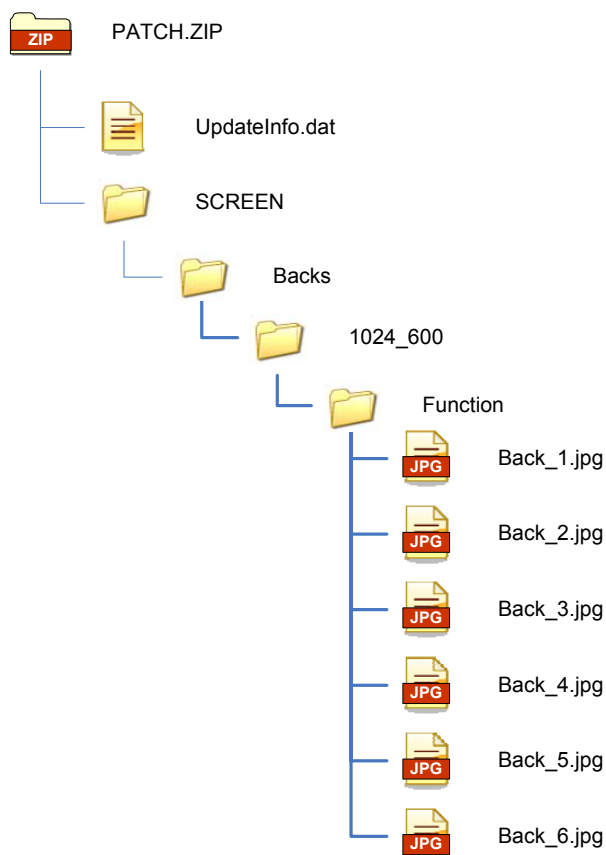 ZIP PATCH.ZIP
UpdateInfo.dat
SCREEN
Backs
1024_600
Function
JPG Back_1.jpg
JPG Back_2.jpg
JPG Back_3.jpg
JPG Back_4.jpg
JPG Back_5.jpg
JPG Back_6.jpg